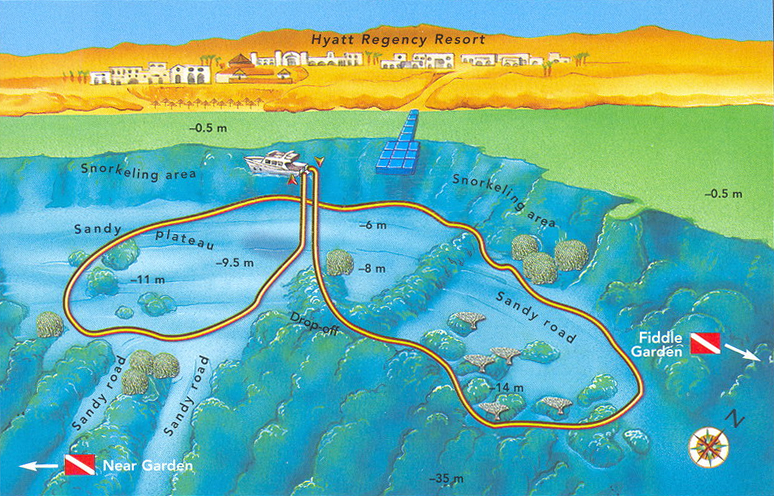 Hyatt Regency Resort
–0.5 m
Snorkeling area
Snorkeling area
–0.5 m
Sandy plateau
–6 m
–9.5 m
–8 m
–11 m
Sandy road
Drop-off
Fiddle
Garden
Sandy road
Sandy road
–14 m
N
Near Garden
–35 m